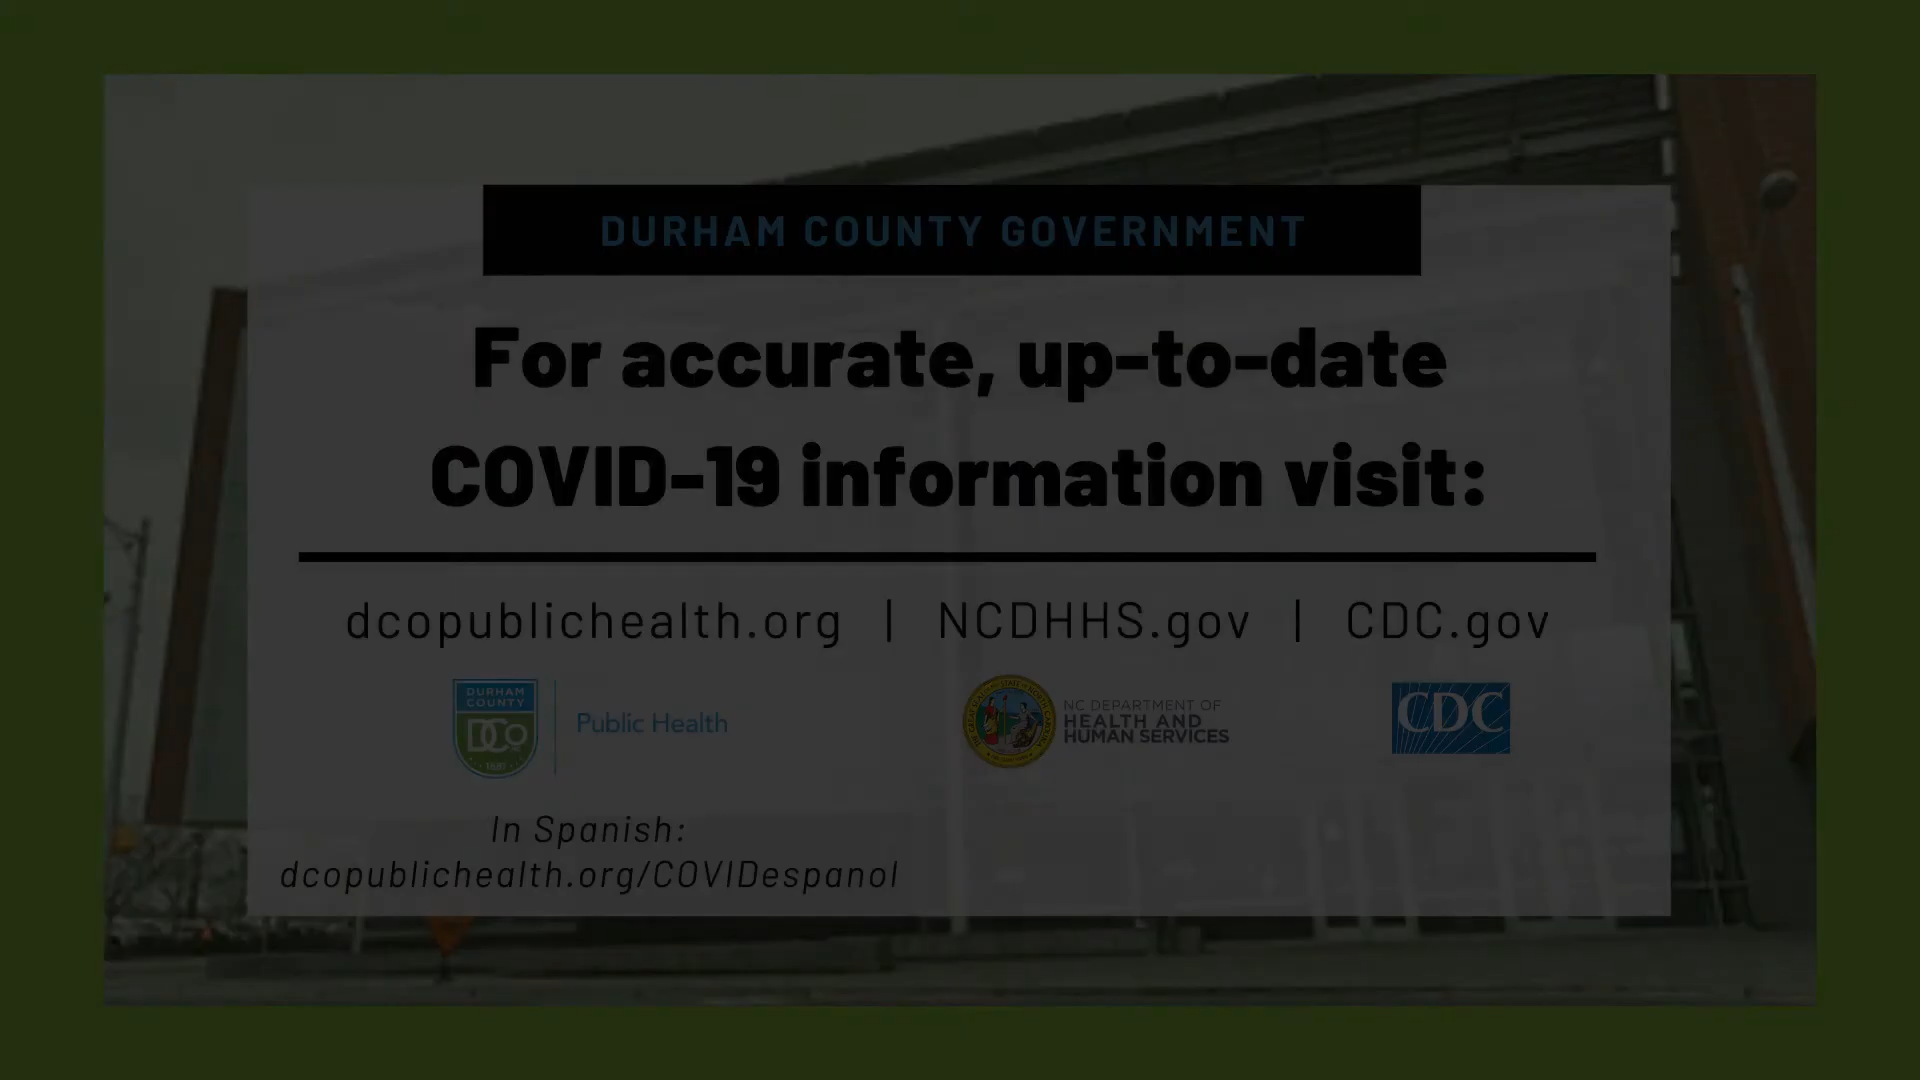 DURHAM COUNTY GOVERNMENT
For accurate, up-to-date
COVID-19 information visit:
dcopublichealth.org | NCDHHS.gov | CDC.gov
DURHAM
COUNTY
DCo
1881
Public Health
NC DEPARTMENT OF
HEALTH AND
HUMAN SERVICES
CDC
In Spanish:
dcopublichealth.org/COVIDespanol